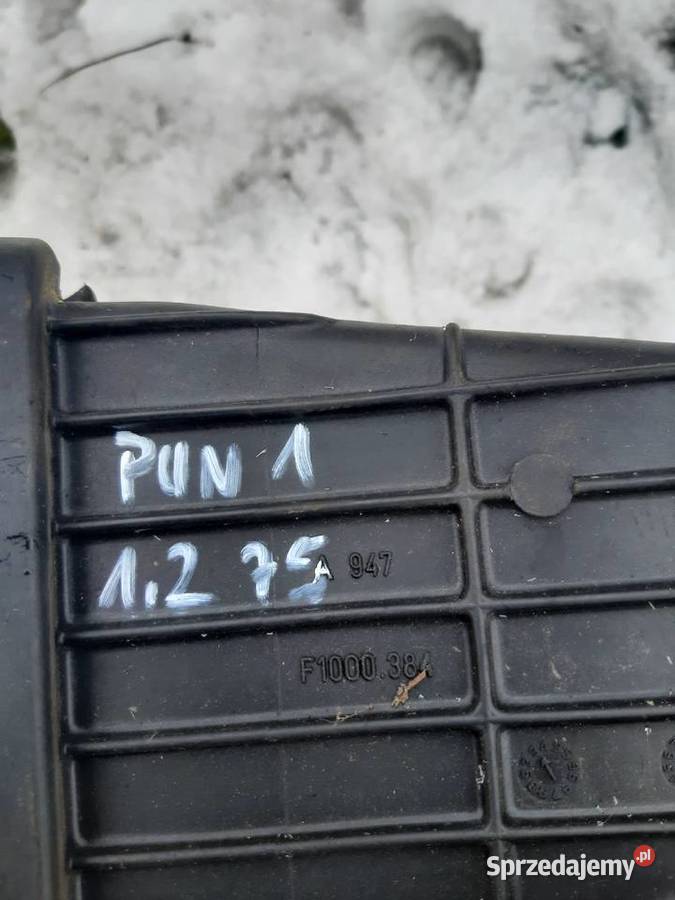 PUN 1
1.2 75
A 947
F1000.384
Sprzedajemy.pl